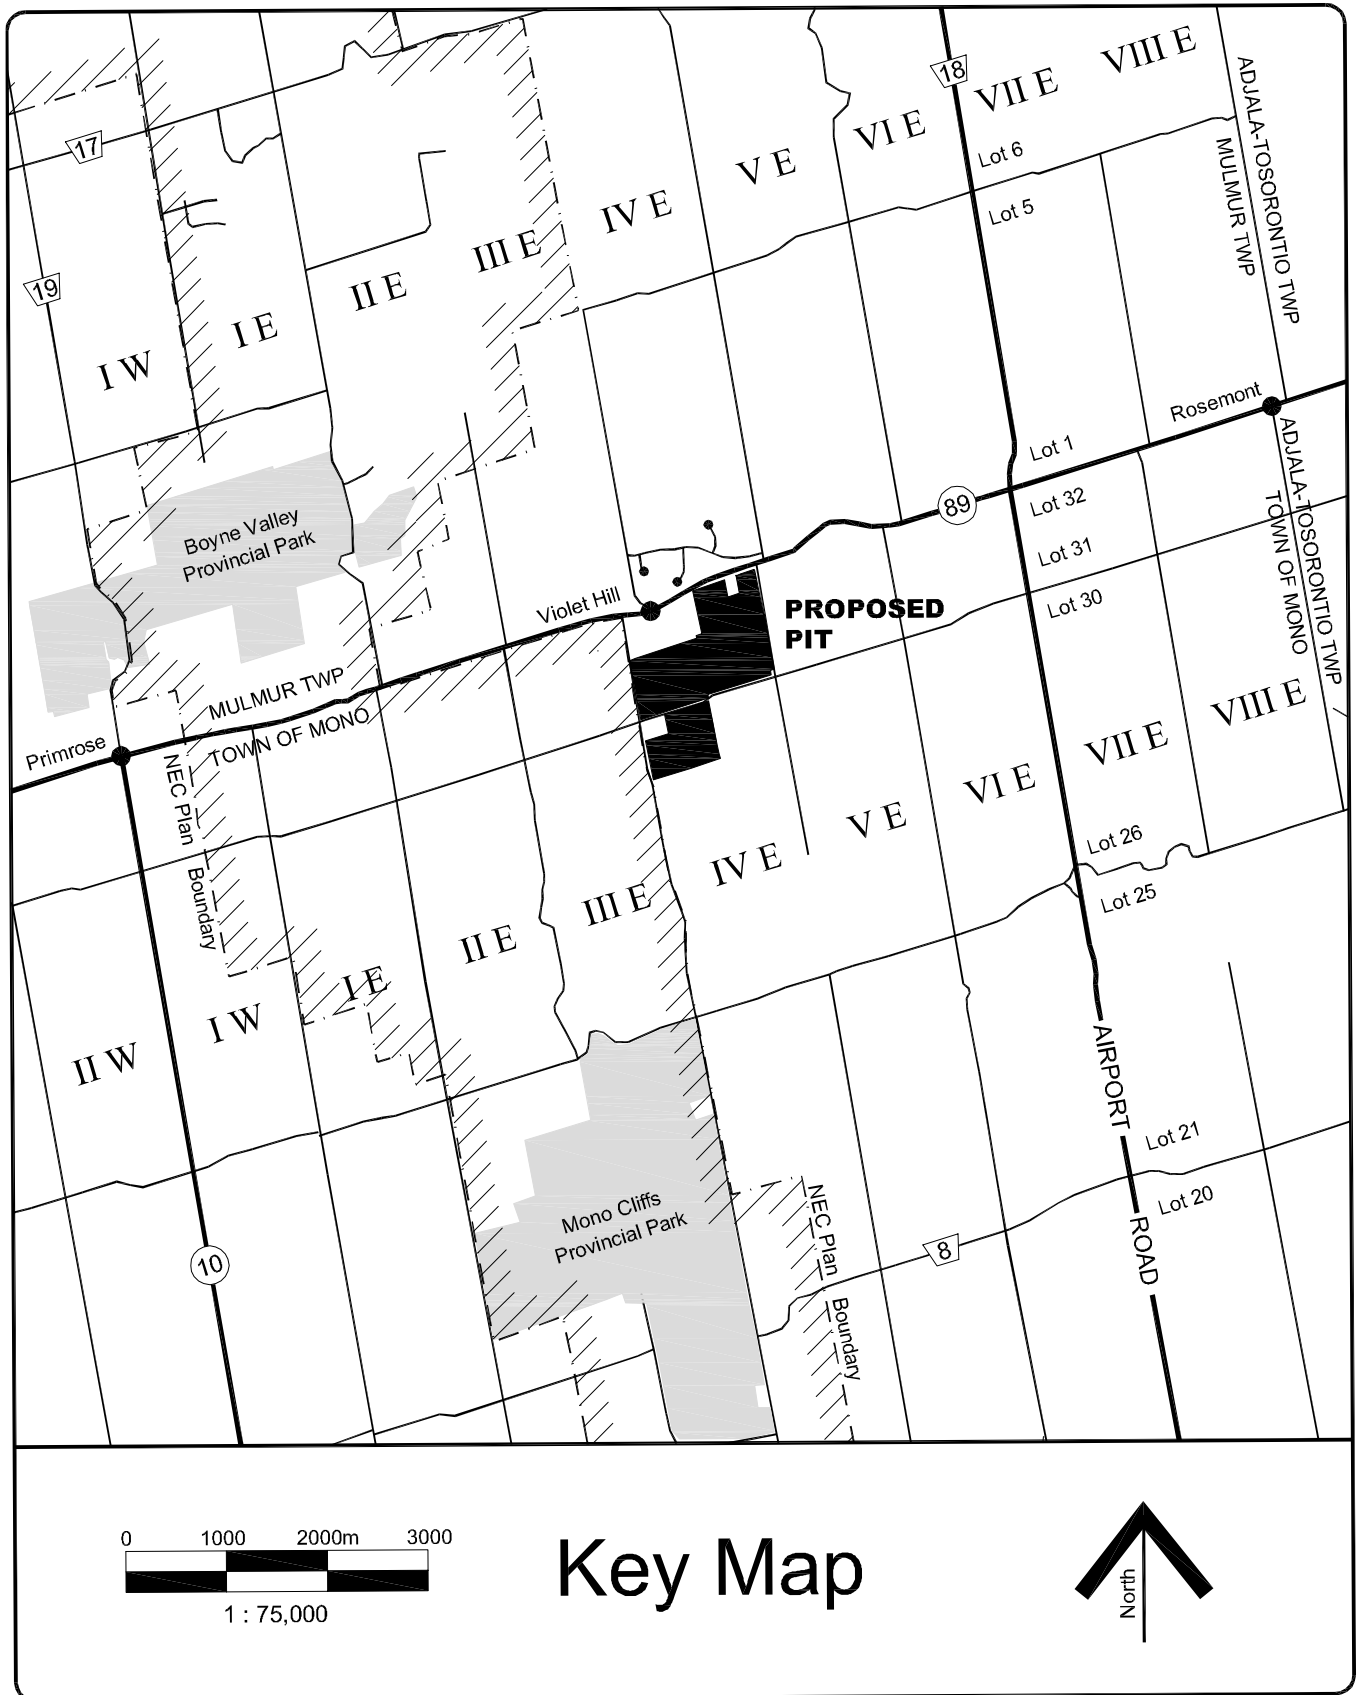 VIII E
18
VII E
ADJALA-TOSORONTIO TWP
MULMUR TWP
VI E
17
V E
Lot 6
IV E
Lot 5
III E
19
II E
I E
I W
Rosemont
Lot 1
89
Lot 32
ADJALA-TOSORONTIO TWP
TOWN OF MONO
Boyne Valley
Provincial Park
Lot 31
Violet Hill
Lot 30
PROPOSED
PIT
MULMUR TWP
TOWN OF MONO
Primrose
NEC Plan Boundary
VIII E
VII E
VI E
V E
IV E
III E
II E
I E
I W
II W
Lot 26
Lot 25
AIRPORT ROAD
Lot 21
Lot 20
Mono Cliffs
Provincial Park
NEC Plan Boundary
8
10
0 1000 2000m 3000
1 : 75,000
Key Map
North